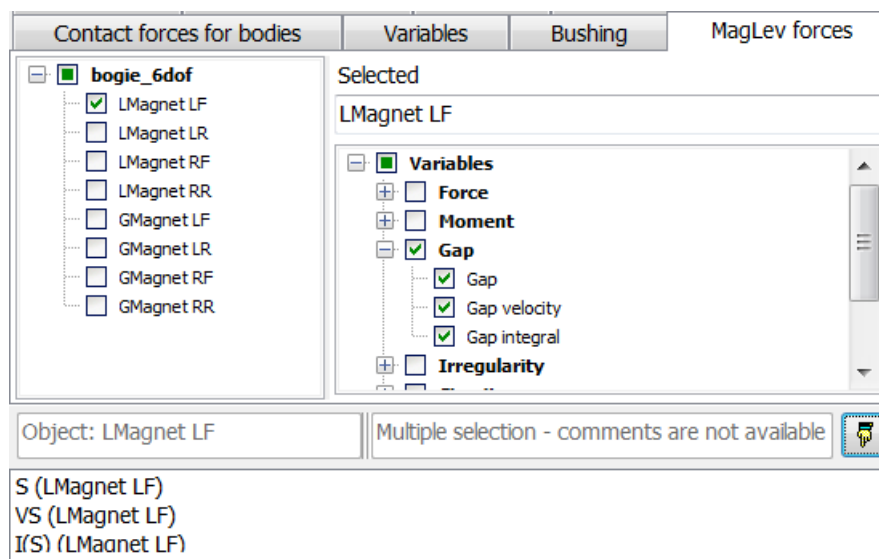 Contact forces for bodies
Variables
Bushing
MagLev forces
bogie_6dof
LMagnet LF
LMagnet LR
LMagnet RF
LMagnet RR
GMagnet LF
GMagnet LR
GMagnet RF
GMagnet RR
Selected
LMagnet LF
Variables
Force
Moment
Gap
Gap
Gap velocity
Gap integral
Irregularity
Object: LMagnet LF
Multiple selection - comments are not available
S (LMagnet LF)
VS (LMagnet LF)
I(S) (LMagnet LF)